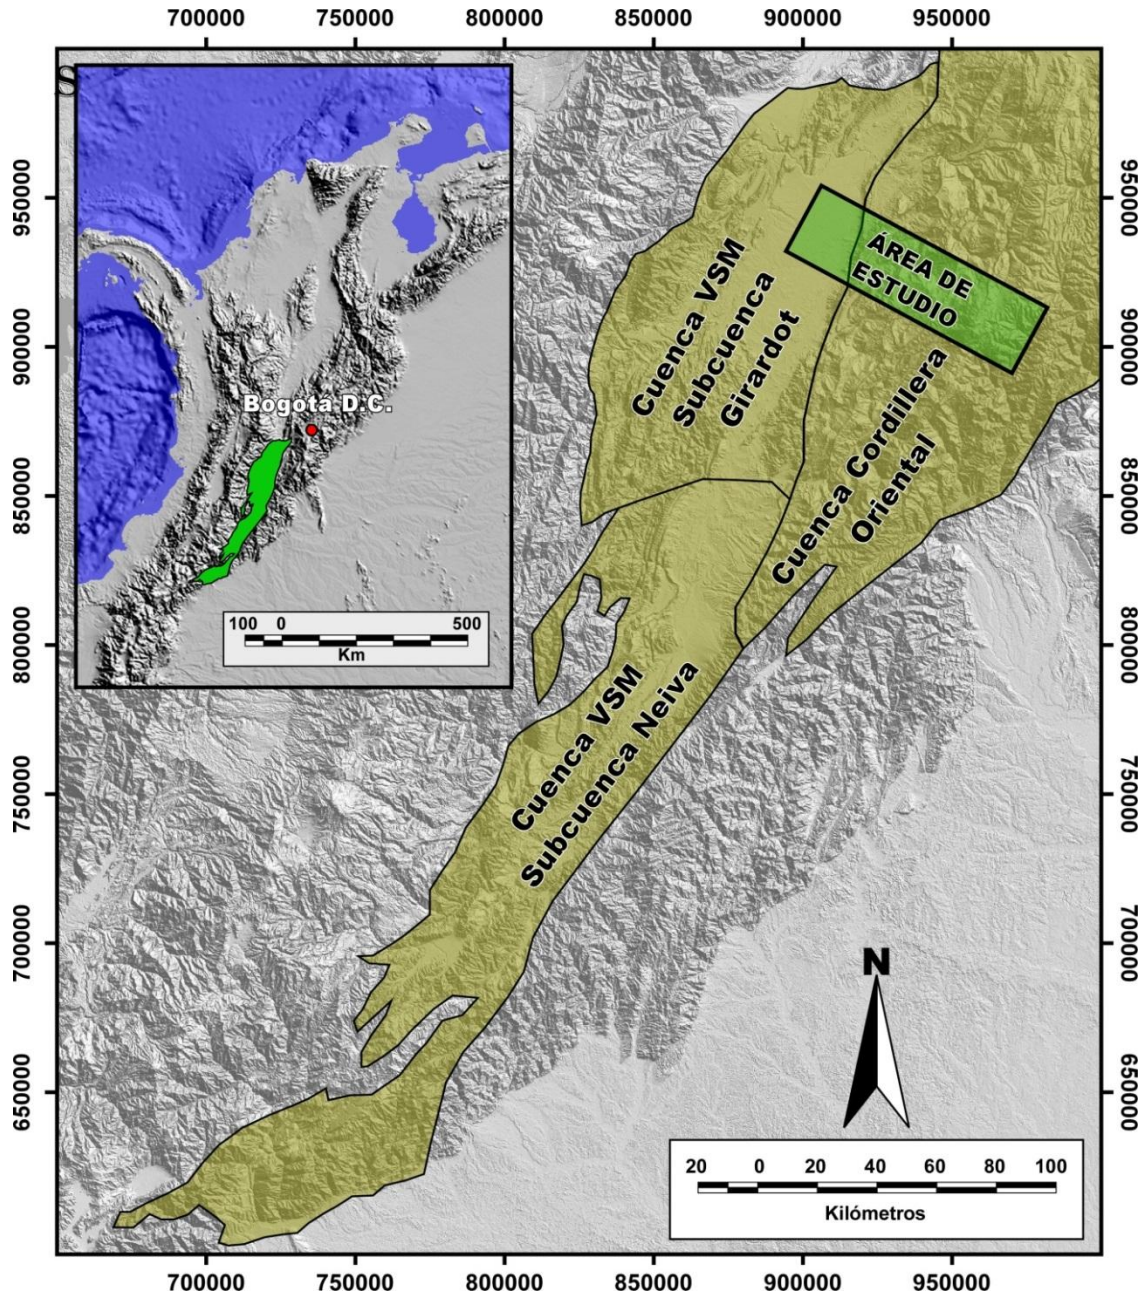 700000 750000 800000 850000 900000 950000
S
950000
900000
850000
800000
750000
700000
650000
Bogotá D.C.
100 0 500
Km
Cuenca VSM
Subcuenca
Girardot
ÁREA DE
ESTUDIO
Cuenca Cordillera
Oriental
Cuenca VSM
Subcuenca Neiva
N
20 0 20 40 60 80 100
Kilómetros
950000
900000
850000
800000
750000
700000
650000
700000 750000 800000 850000 900000 950000